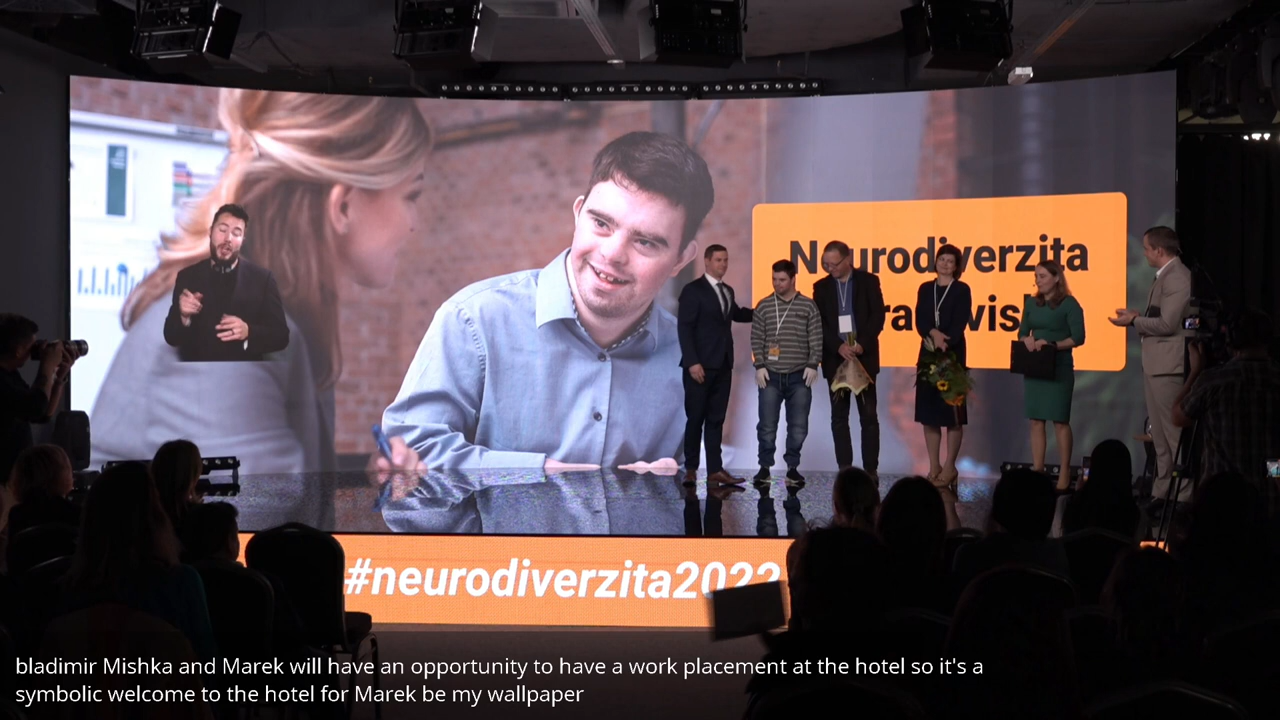 Neurodiverzita
#neurodiverzita2022
bladimir Mishka and Marek will have an opportunity to have a work placement at the hotel so it's a
symbolic welcome to the hotel for Marek be my wallpaper